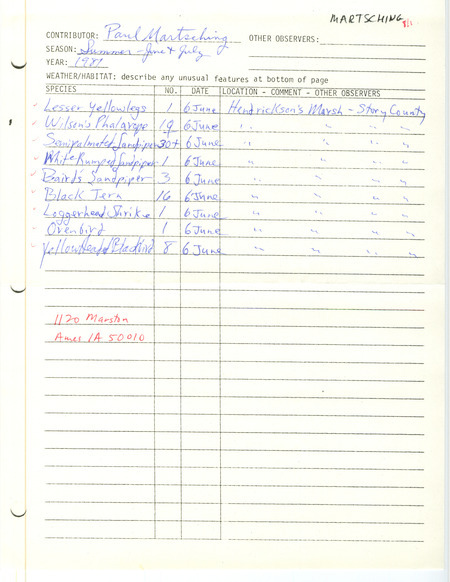 MARTSCHING
CONTRIBUTOR: Paul Martsching OTHER OBSERVERS:
SEASON: Summer - June & July
YEAR: 1981
WEATHER/HABITAT: describe any unusual features at bottom of page
SPECIES NO. DATE LOCATION - COMMENT - OTHER OBSERVERS
Lesser Yellowlegs 1 6 June Hendrickson's Marsh - Story County
Wilson's Phalarope 19 6 June " " "
Semipalmated Sandpiper 30+ 6 June " " "
White Rumped Sandpiper 1 6 June " " "
Baird's Sandpiper 3 6 June " " "
Black Tern 16 6 June " " "
Loggerhead Shrike 1 6 June " " "
Ovenbird 1 6 June " " "
Yellowheaded Blackbird 8 6 June " " "
1120 Marston
Ames IA 50010